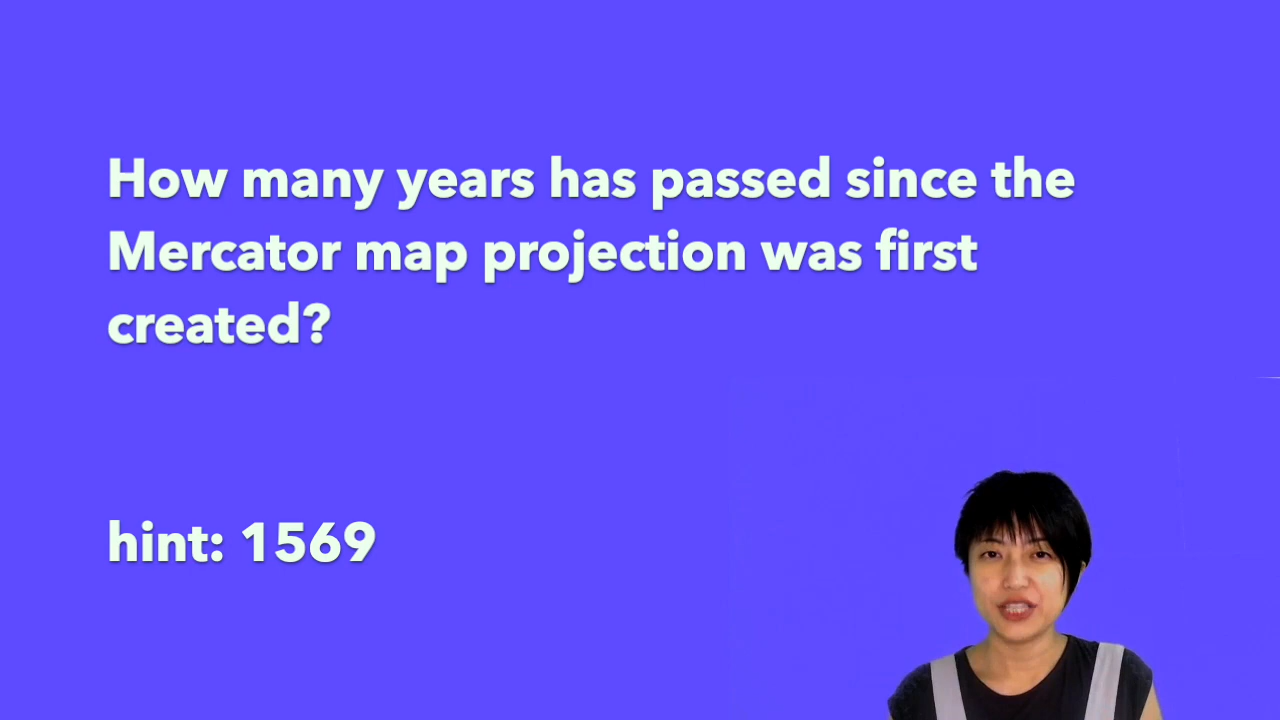 How many years has passed since the
Mercator map projection was first
created?
hint: 1569